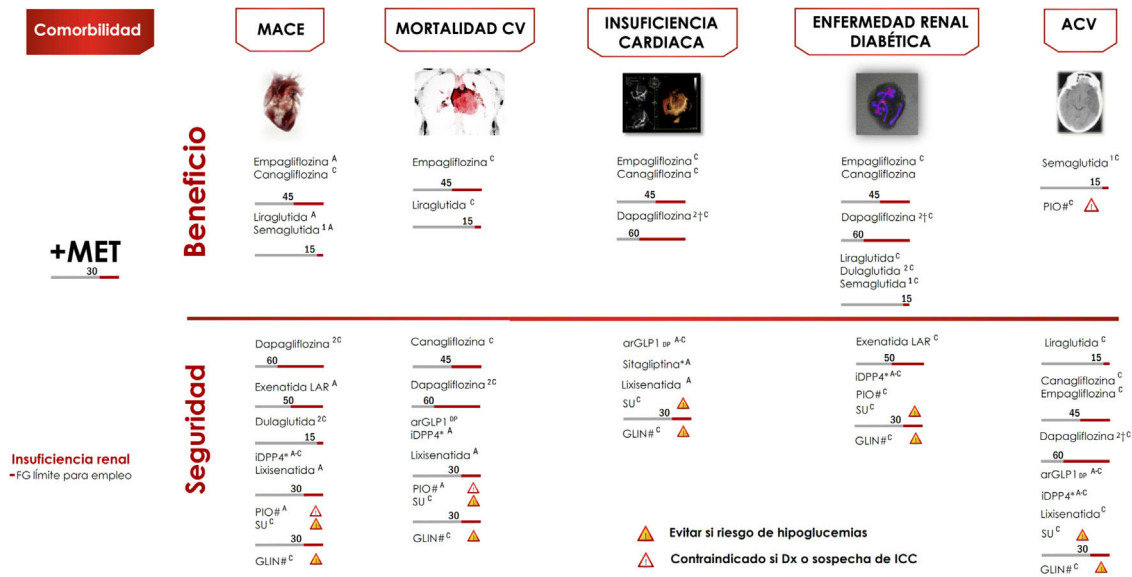 Comorbilidad
MACE
MORTALIDAD CV
INSUFICIENCIA
CARDIACA
ENFERMEDAD RENAL
DIABÉTICA
ACV
+MET
30
Insuficiencia renal
-FG límite para empleo
Beneficio
Empagliflozina A
Canagliflozina C
45
Liraglutida A
Semaglutida 1 A
15
Empagliflozina C
45
Liraglutida C
15
Empagliflozina C
Canagliflozina C
45
Dapagliflozina 2†C
60
Empagliflozina C
Canagliflozina
45
Dapagliflozina 2†C
60
Liraglutida C
Dulaglutida 2C
Semaglutida 1C
15
Semaglutida 1C
15
PIO# C
Seguridad
Dapagliflozina 2C
60
Exenatida LAR A
50
Dulaglutida 2C
15
iDPP4* A-C
Lixisenatida A
30
PIO# A
SU C
30
GLIN# C
Canagliflozina C
45
Dapagliflozina 2C
60
arGLP1 DP
iDPP4* A
Lixisenatida A
30
PIO# A
SU C
30
GLIN# C
arGLP1 DP A-C
Sitagliptina* A
Lixisenatida A
SU C
30
GLIN# C
Exenatida LAR C
50
iDPP4* A-C
PIO# C
SU C
30
GLIN# C
Liraglutida C
15
Canagliflozina C
Empagliflozina C
45
Dapagliflozina 2†C
60
arGLP1 DP A-C
iDPP4* A-C
Lixisenatida C
SU C
30
GLIN# C
Evitar si riesgo de hipoglucemias
Contraindicado si Dx o sospecha de ICC